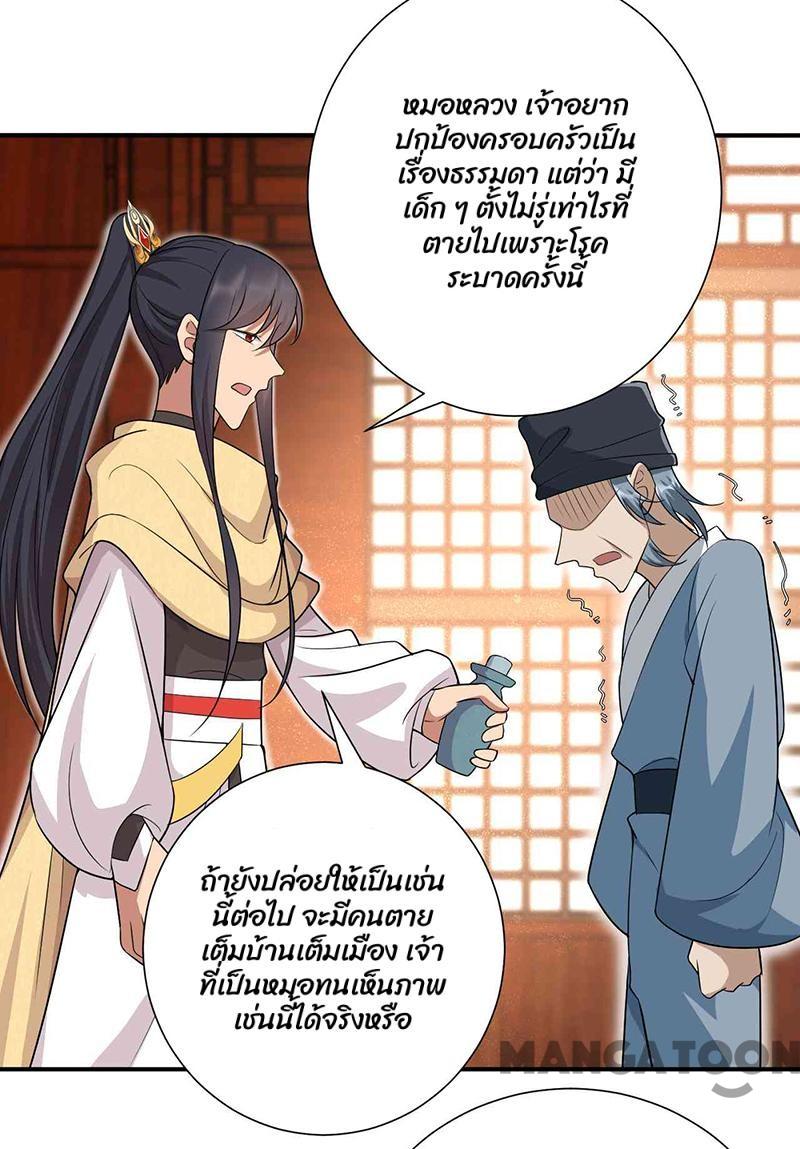 หมอหลวง เจ้าอยาก
ปกป้องครอบครัวเป็น
เรื่องธรรมดา แต่ว่า มี
เด็ก ๆ ตั้งไม่รู่เท่าไรที่
ตายไปเพราะโรค
ระบาดครั้งนี้
ถ้ายังปล่อยให้เป็นเช่น
นี้ต่อไป จะมีคนตาย
เต็มบ้านเต็มเมือง เจ้า
ที่เป็นหมอทนเห็นภาพ
เช่นนี้ได้จริงหรือ
MANGATOON